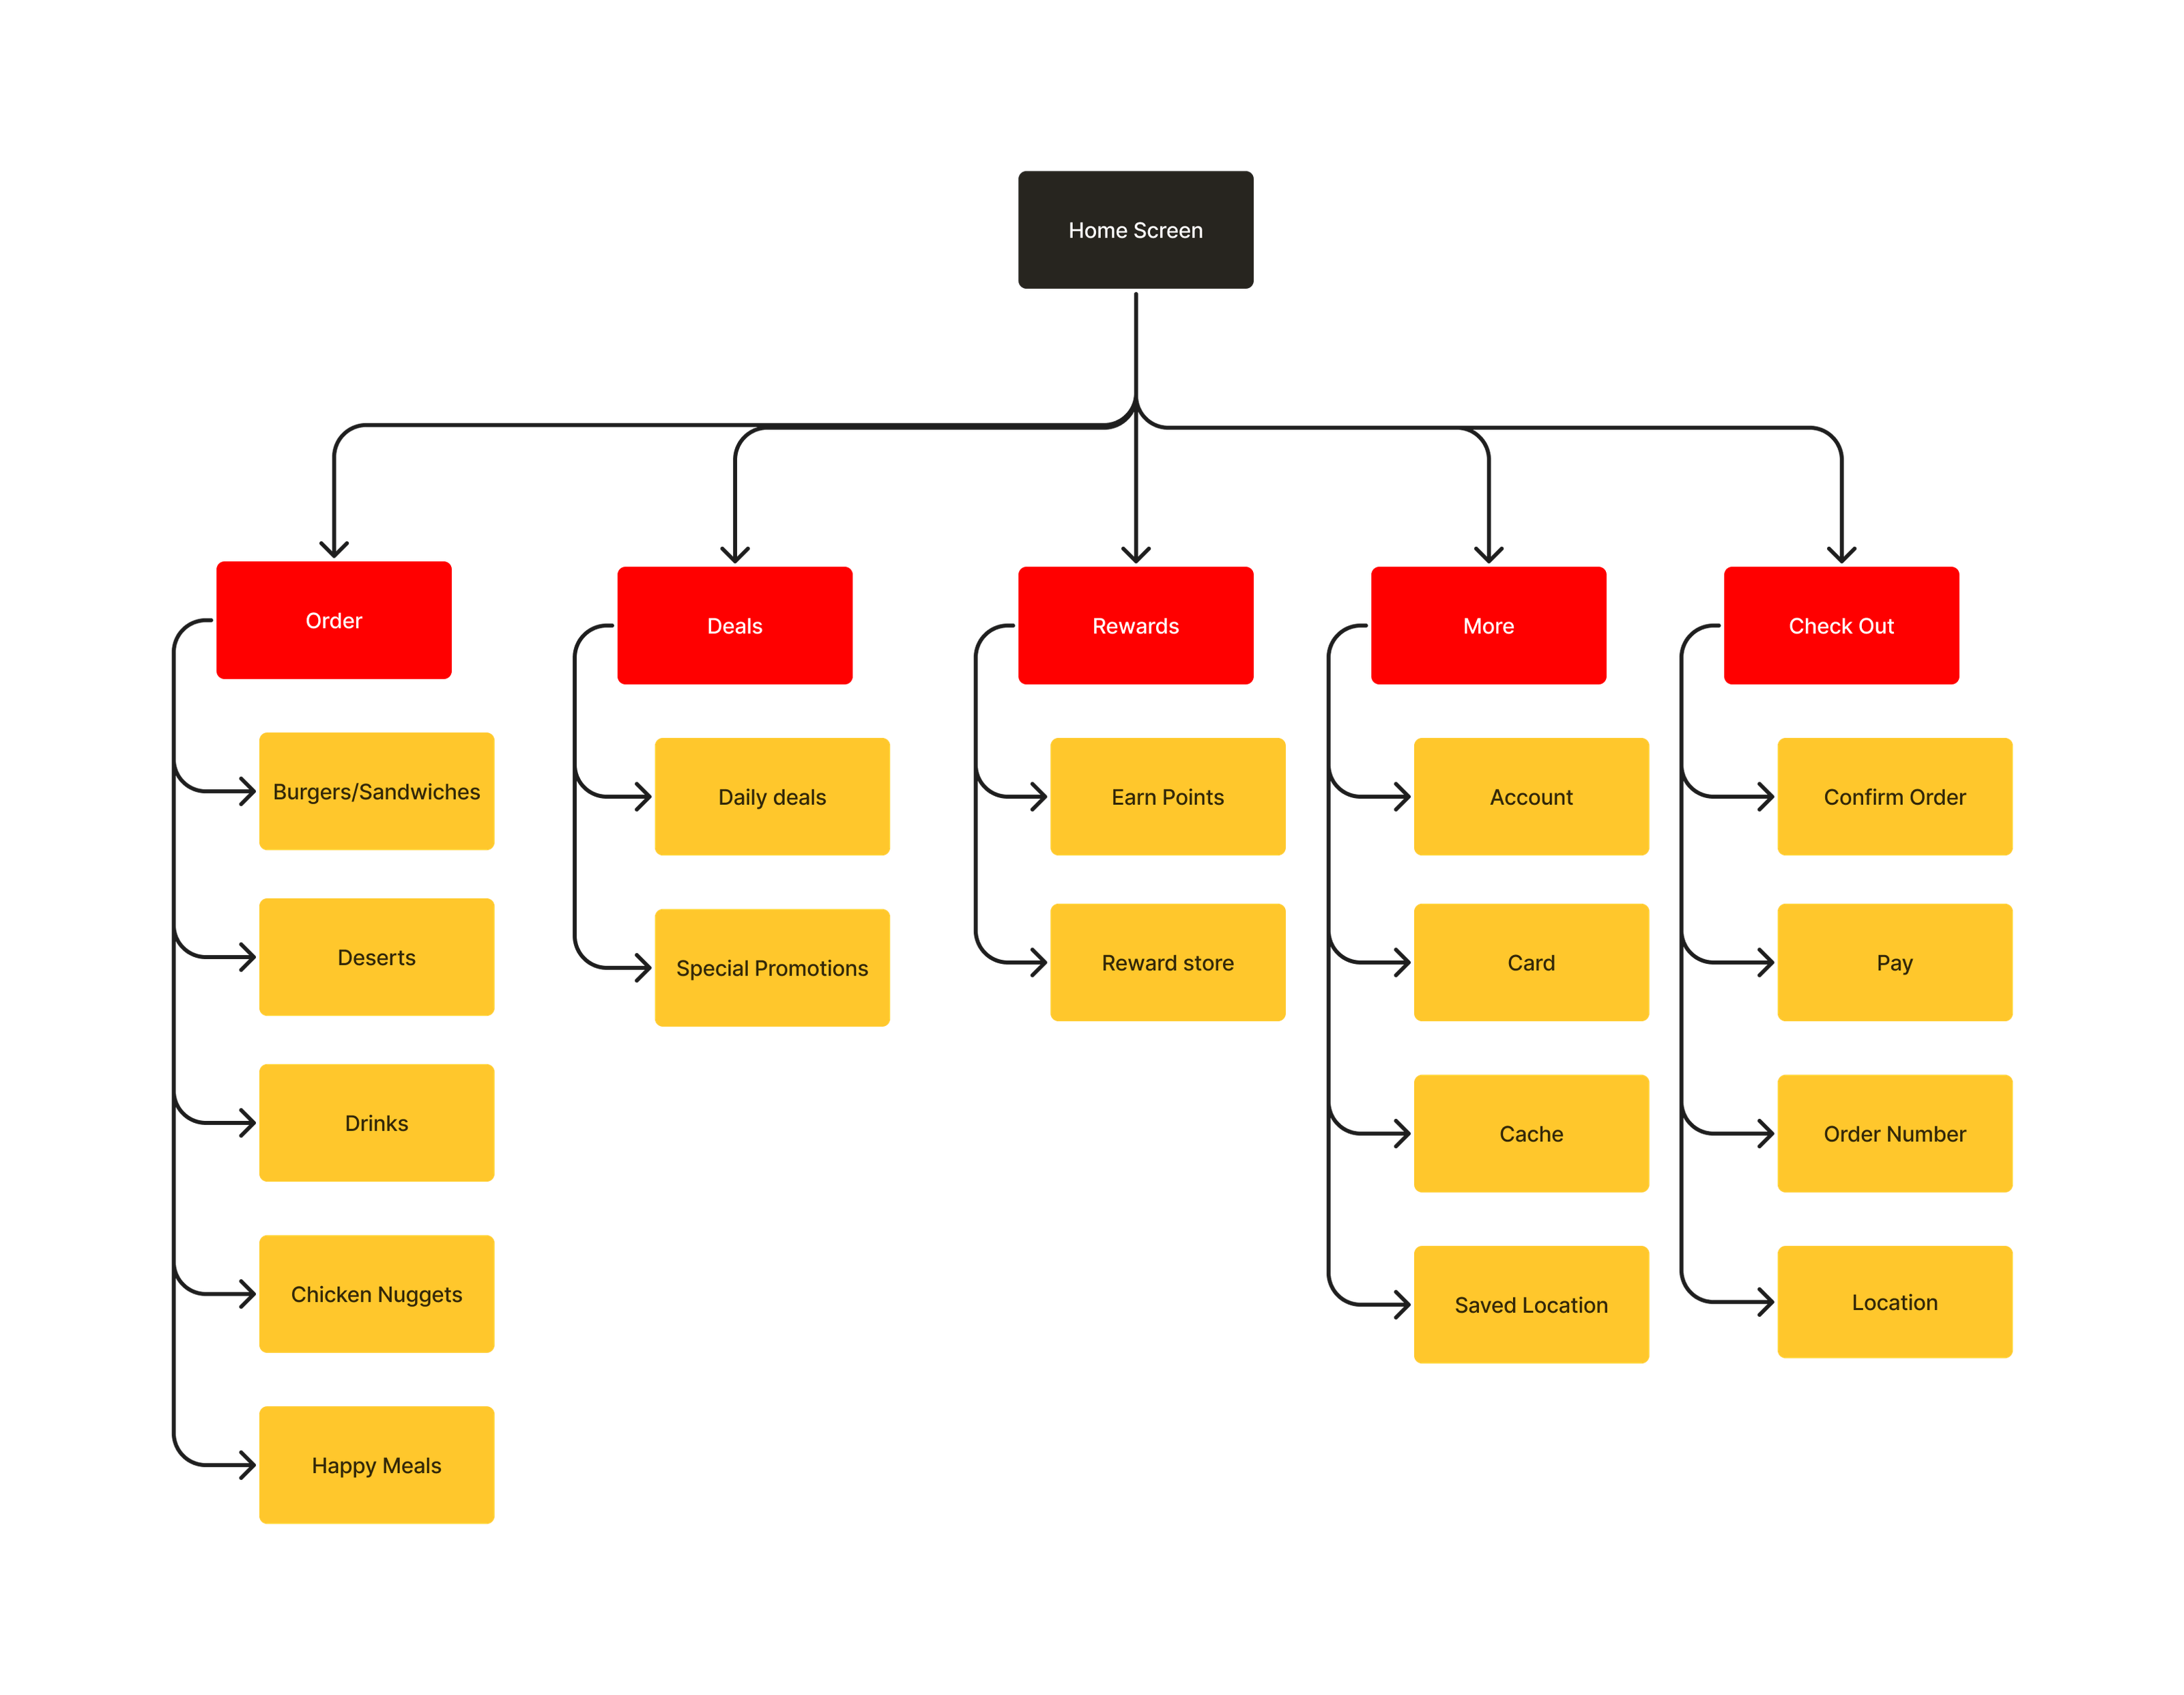 Home Screen
Order
Deals
Rewards
More
Check Out
Burgers/Sandwiches
Daily deals
Earn Points
Account
Confirm Order
Deserts
Special Promotions
Reward store
Card
Pay
Drinks
Cache
Order Number
Chicken Nuggets
Saved Location
Location
Happy Meals